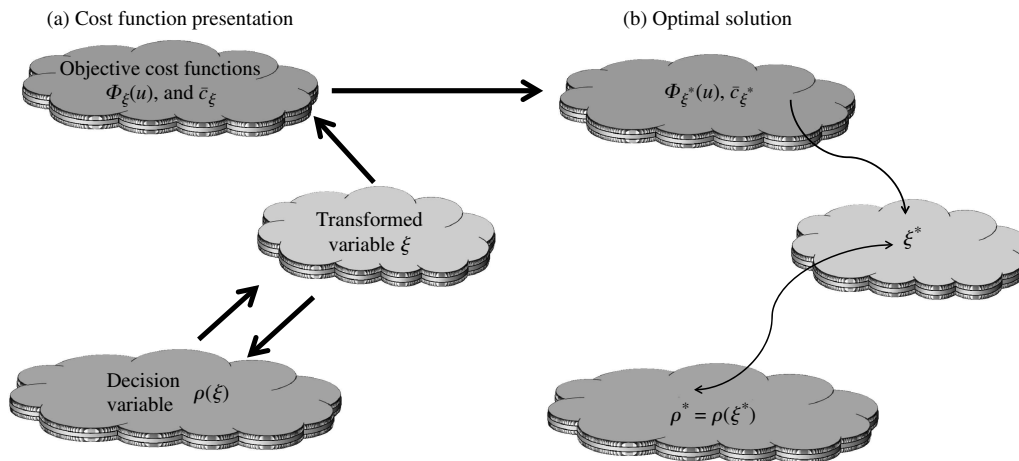 (a) Cost function presentation
(b) Optimal solution
Objective cost functions
Φξ(u), and c̄ξ
Φξ*(u), c̄ξ*
Transformed
variable ξ
ξ*
Decision
variable ρ(ξ)
ρ* = ρ(ξ*)